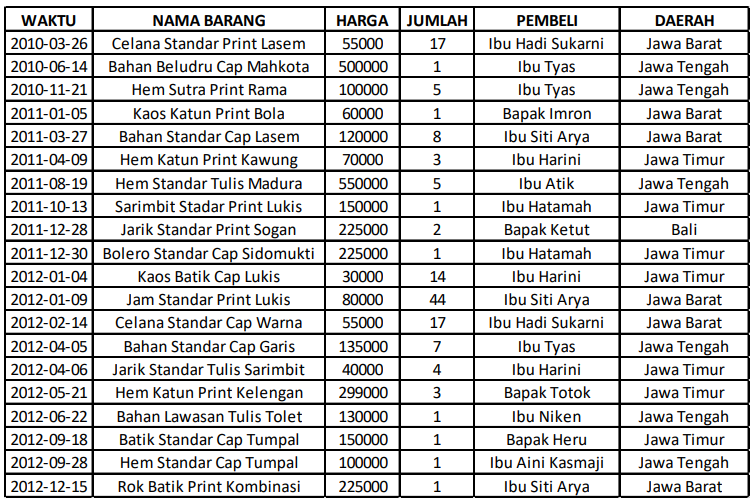 WAKTU NAMA BARANG HARGA JUMLAH PEMBELI DAERAH
2010-03-26 Celana Standar Print Lasem 55000 17 Ibu Hadi Sukarni Jawa Barat
2010-06-14 Bahan Beludru Cap Mahkota 500000 1 Ibu Tyas Jawa Tengah
2010-11-21 Hem Sutra Print Rama 100000 5 Ibu Tyas Jawa Tengah
2011-01-05 Kaos Katun Print Bola 60000 1 Bapak Imron Jawa Barat
2011-03-27 Bahan Standar Cap Lasem 120000 8 Ibu Siti Arya Jawa Barat
2011-04-09 Hem Katun Print Kawung 70000 3 Ibu Harini Jawa Timur
2011-08-19 Hem Standar Tulis Madura 550000 5 Ibu Atik Jawa Tengah
2011-10-13 Sarimbit Stadar Print Lukis 150000 1 Ibu Hatamah Jawa Timur
2011-12-28 Jarik Standar Print Sogan 225000 2 Bapak Ketut Bali
2011-12-30 Bolero Standar Cap Sidomukti 225000 1 Ibu Hatamah Jawa Timur
2012-01-04 Kaos Batik Cap Lukis 30000 14 Ibu Harini Jawa Timur
2012-01-09 Jam Standar Print Lukis 80000 44 Ibu Siti Arya Jawa Barat
2012-02-14 Celana Standar Cap Warna 55000 17 Ibu Hadi Sukarni Jawa Barat
2012-04-05 Bahan Standar Cap Garis 135000 7 Ibu Tyas Jawa Tengah
2012-04-06 Jarik Standar Tulis Sarimbit 40000 4 Ibu Harini Jawa Timur
2012-05-21 Hem Katun Print Kelengan 299000 3 Bapak Totok Jawa Timur
2012-06-22 Bahan Lawasan Tulis Tolet 130000 1 Ibu Niken Jawa Tengah
2012-09-18 Batik Standar Cap Tumpal 150000 1 Bapak Heru Jawa Timur
2012-09-28 Hem Standar Cap Tumpal 100000 1 Ibu Aini Kasmaji Jawa Tengah
2012-12-15 Rok Batik Print Kombinasi 225000 1 Ibu Siti Arya Jawa Barat